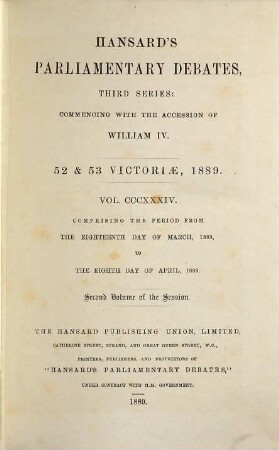 HANSARD'S
PARLIAMENTARY DEBATES,
THIRD SERIES:
COMMENCING WITH THE ACCESSION OF
WILLIAM IV.
52 & 53 VICTORIÆ, 1889.
VOL. CCCXXXIV.
COMPRISING THE PERIOD FROM
THE EIGHTEENTH DAY OF MARCH, 1889,
TO
THE EIGHTH DAY OF APRIL, 1889.
Second Volume of the Session.
THE HANSARD PUBLISHING UNION, LIMITED,
CATHERINE STREET, STRAND, AND GREAT QUEEN STREET, W.C.,
PRINTERS, PUBLISHERS, AND PROPRIETORS OF
"HANSARD'S PARLIAMENTARY DEBATES,"
UNDER CONTRACT WITH H.M. GOVERNMENT.
1889.